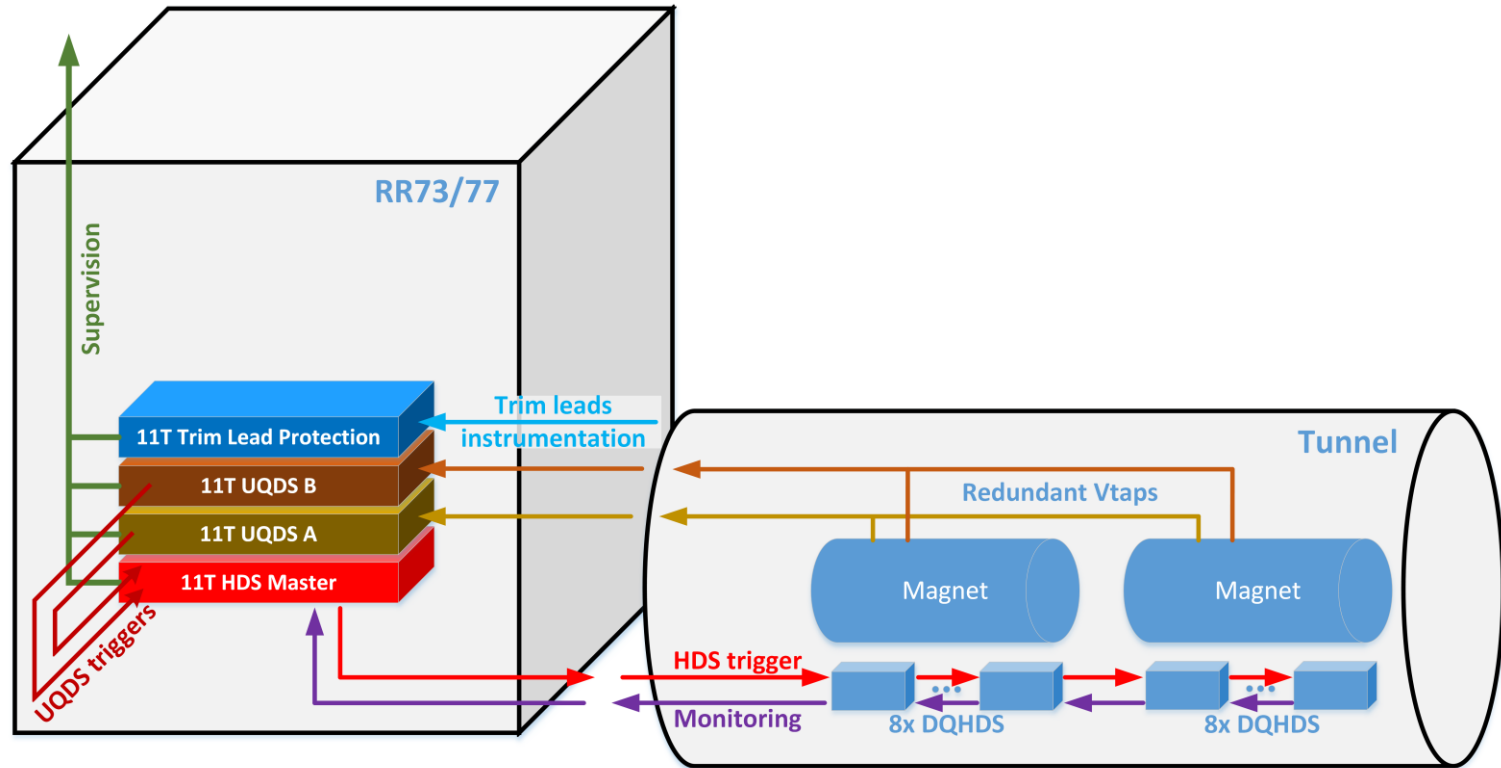 RR73/77
Supervision
11T Trim Lead Protection
11T UQDS B
11T UQDS A
11T HDS Master
UQDS triggers
Trim leads
instrumentation
Tunnel
Redundant Vtaps
Magnet
Magnet
HDS trigger
Monitoring
...
8x DQHDS
...
8x DQHDS